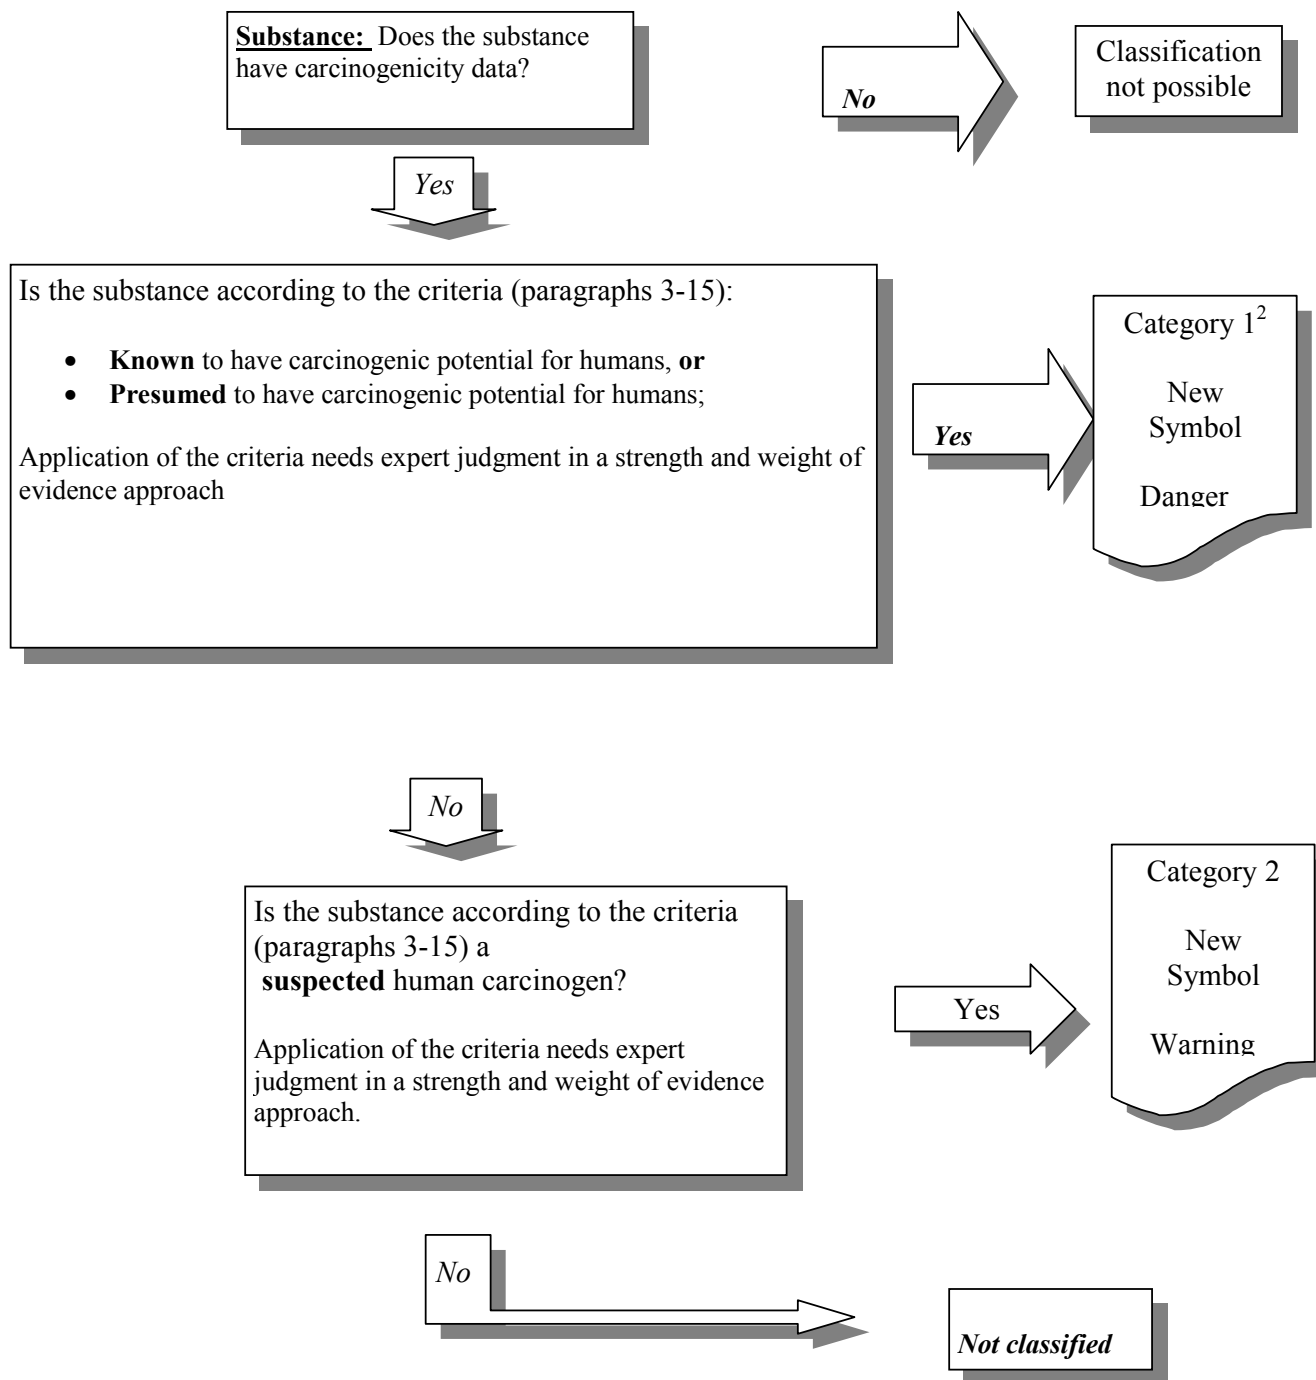 Substance: Does the substance
have carcinogenicity data?
No
Classification
not possible
Yes
Is the substance according to the criteria (paragraphs 3-15):
• Known to have carcinogenic potential for humans, or
• Presumed to have carcinogenic potential for humans;
Application of the criteria needs expert judgment in a strength and weight of
evidence approach
Yes
Category 1²
New
Symbol
Danger
No
Is the substance according to the criteria
(paragraphs 3-15) a
suspected human carcinogen?
Application of the criteria needs expert
judgment in a strength and weight of evidence
approach.
Yes
Category 2
New
Symbol
Warning
No
Not classified